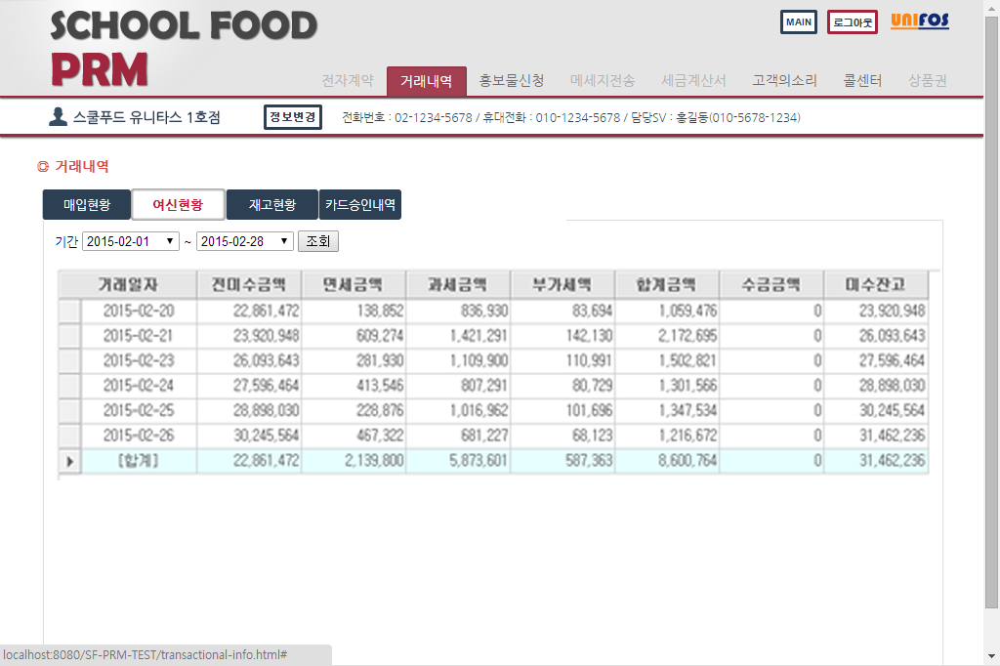 SCHOOL FOOD
PRM
MAIN 로그아웃 UNIFOS
전자계약 거래내역 홍보물신청 메세지전송 세금계산서 고객의소리 콜센터 상품권
스쿨푸드 유니타스 1호점 정보변경 전화번호 : 02-1234-5678 / 휴대전화 : 010-1234-5678 / 담당SV : 홍길동(010-5678-1234)
거래내역
매입현황 여신현황 재고현황 카드승인내역
기간 2015-02-01 ~ 2015-02-28 조회
거래일자 전미수금액 면세금액 과세금액 부가세액 합계금액 수금금액 미수잔고
2015-02-20 22,861,472 138,852 836,930 83,694 1,059,476 0 23,920,948
2015-02-21 23,920,948 609,274 1,421,291 142,130 2,172,695 0 26,093,643
2015-02-23 26,093,643 281,930 1,109,900 110,991 1,502,821 0 27,596,464
2015-02-24 27,596,464 413,546 807,291 80,729 1,301,566 0 28,898,030
2015-02-25 28,898,030 228,876 1,016,962 101,696 1,347,534 0 30,245,564
2015-02-26 30,245,564 467,322 681,227 68,123 1,216,672 0 31,462,236
[합계] 22,861,472 2,139,800 5,873,601 587,363 8,600,764 0 31,462,236
localhost:8080/SF-PRM-TEST/transactional-info.html#